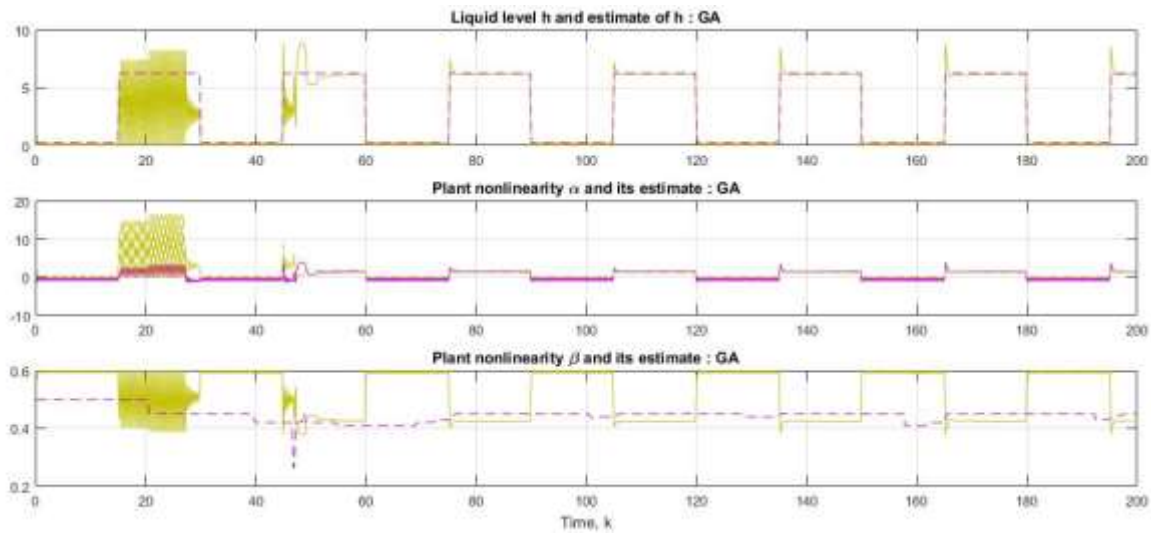 Liquid level h and estimate of h : GA
10
5
0
0 20 40 60 80 100 120 140 160 180 200
Plant nonlinearity α and its estimate : GA
20
10
0
-10
0 20 40 60 80 100 120 140 160 180 200
Plant nonlinearity β and its estimate : GA
0.6
0.4
0.2
0 20 40 60 80 100 120 140 160 180 200
Time, k